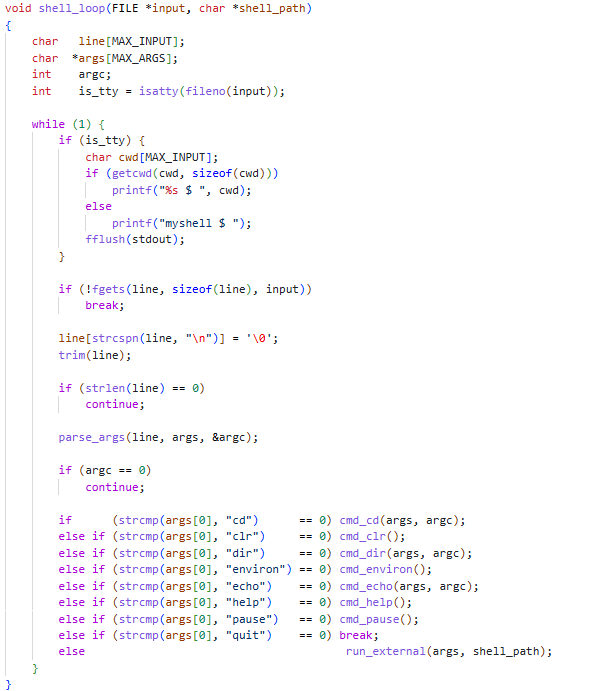 void shell_loop(FILE *input, char *shell_path)
{
    char   line[MAX_INPUT];
    char  *args[MAX_ARGS];
    int    argc;
    int    is_tty = isatty(fileno(input));

    while (1) {
        if (is_tty) {
            char cwd[MAX_INPUT];
            if (getcwd(cwd, sizeof(cwd)))
                printf("%s $ ", cwd);
            else
                printf("myshell $ ");
            fflush(stdout);
        }

        if (!fgets(line, sizeof(line), input))
            break;

        line[strcspn(line, "\n")] = '\0';
        trim(line);

        if (strlen(line) == 0)
            continue;

        parse_args(line, args, &argc);

        if (argc == 0)
            continue;

        if      (strcmp(args[0], "cd")      == 0) cmd_cd(args, argc);
        else if (strcmp(args[0], "clr")     == 0) cmd_clr();
        else if (strcmp(args[0], "dir")     == 0) cmd_dir(args, argc);
        else if (strcmp(args[0], "environ") == 0) cmd_environ();
        else if (strcmp(args[0], "echo")    == 0) cmd_echo(args, argc);
        else if (strcmp(args[0], "help")    == 0) cmd_help();
        else if (strcmp(args[0], "pause")   == 0) cmd_pause();
        else if (strcmp(args[0], "quit")    == 0) break;
        else                                       run_external(args, shell_path);
    }
}